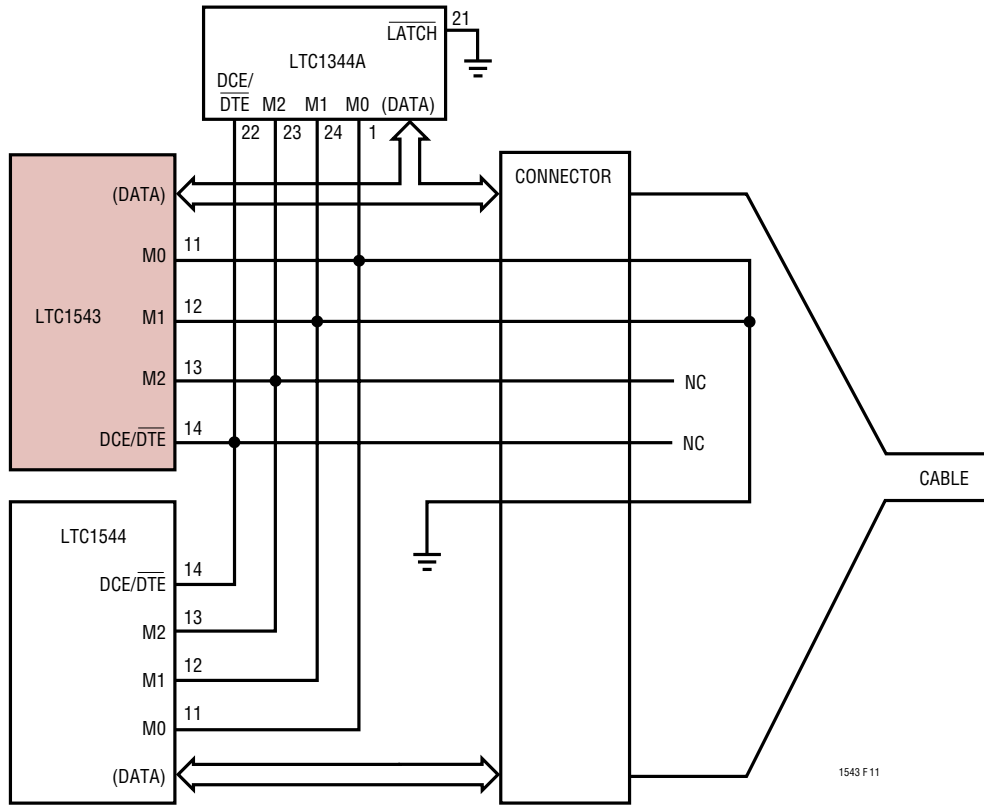 21
LATCH
LTC1344A
DCE/
DTE M2 M1 M0 (DATA)
22 23 24 1
CONNECTOR
(DATA)
11
M0
12
LTC1543 M1
13
M2 NC
14
DCE/DTE NC
CABLE
LTC1544
14
DCE/DTE
13
M2
12
M1
11
M0
(DATA)
1543 F11